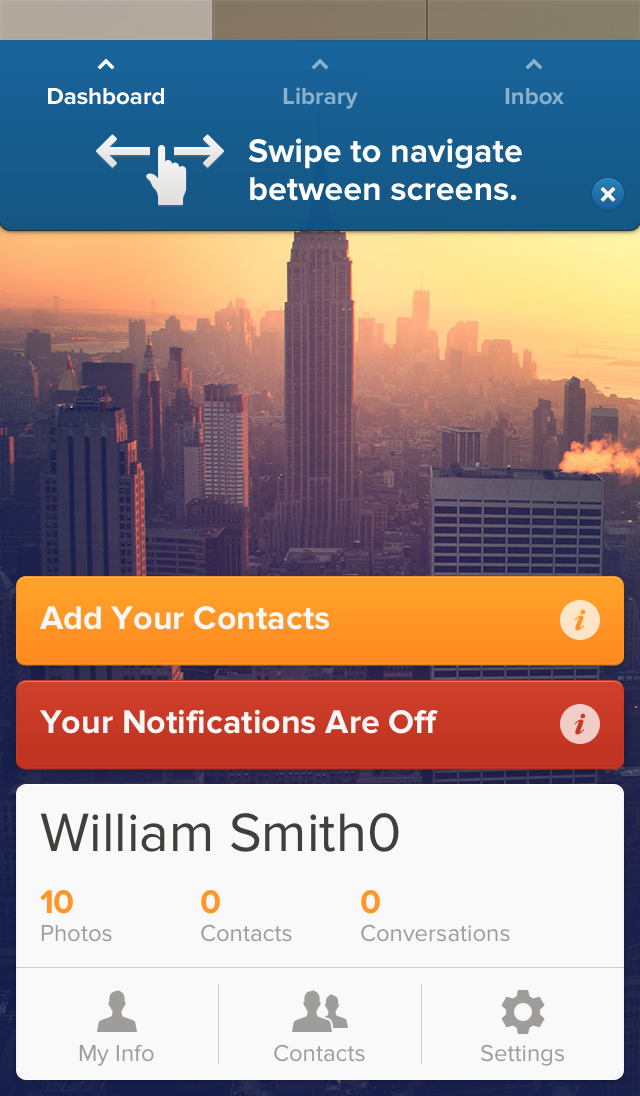 Dashboard
Library
Inbox
Swipe to navigate
between screens.
Add Your Contacts
i
Your Notifications Are Off
i
William Smith0
10
0
0
Photos
Contacts
Conversations
My Info
Contacts
Settings